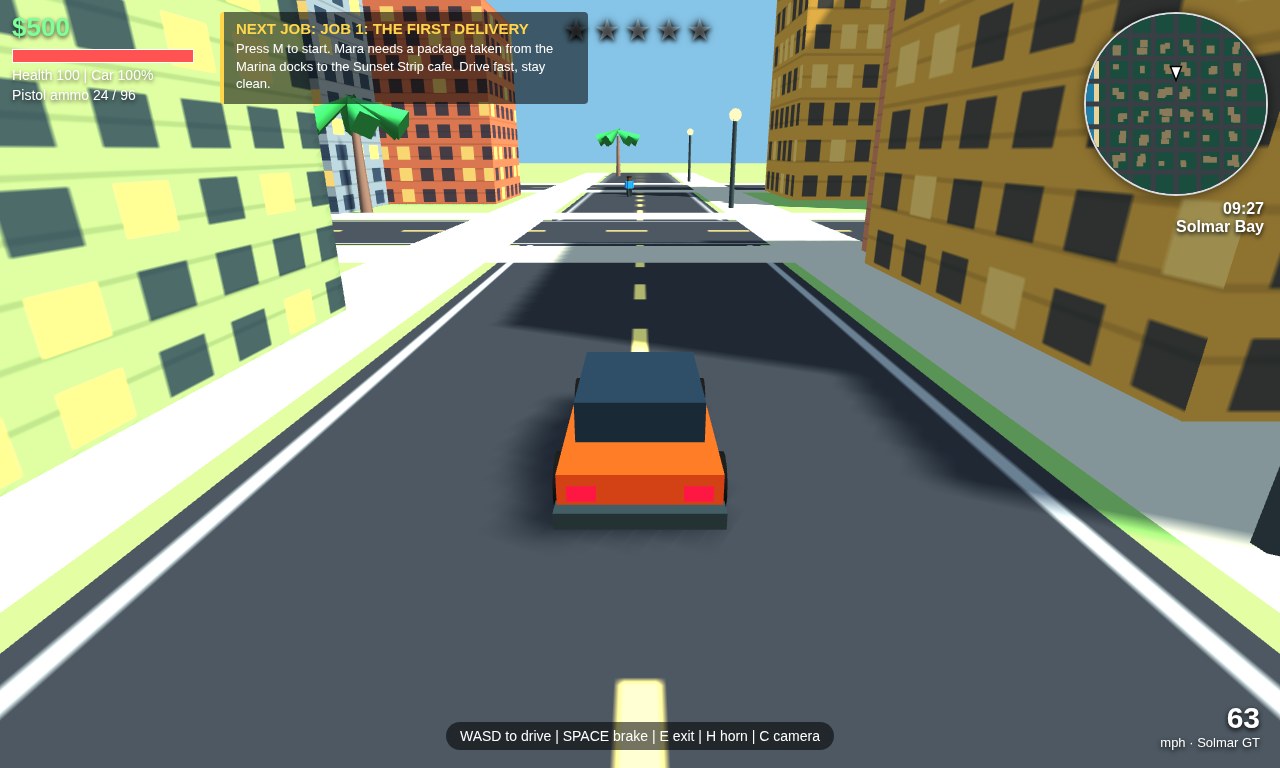 $500
Health 100 | Car 100%
Pistol ammo 24 / 96
NEXT JOB: JOB 1: THE FIRST DELIVERY
Press M to start. Mara needs a package taken from the
Marina docks to the Sunset Strip cafe. Drive fast, stay
clean.
★ ★ ★ ★ ★
09:27
Solmar Bay
WASD to drive | SPACE brake | E exit | H horn | C camera
63
mph · Solmar GT